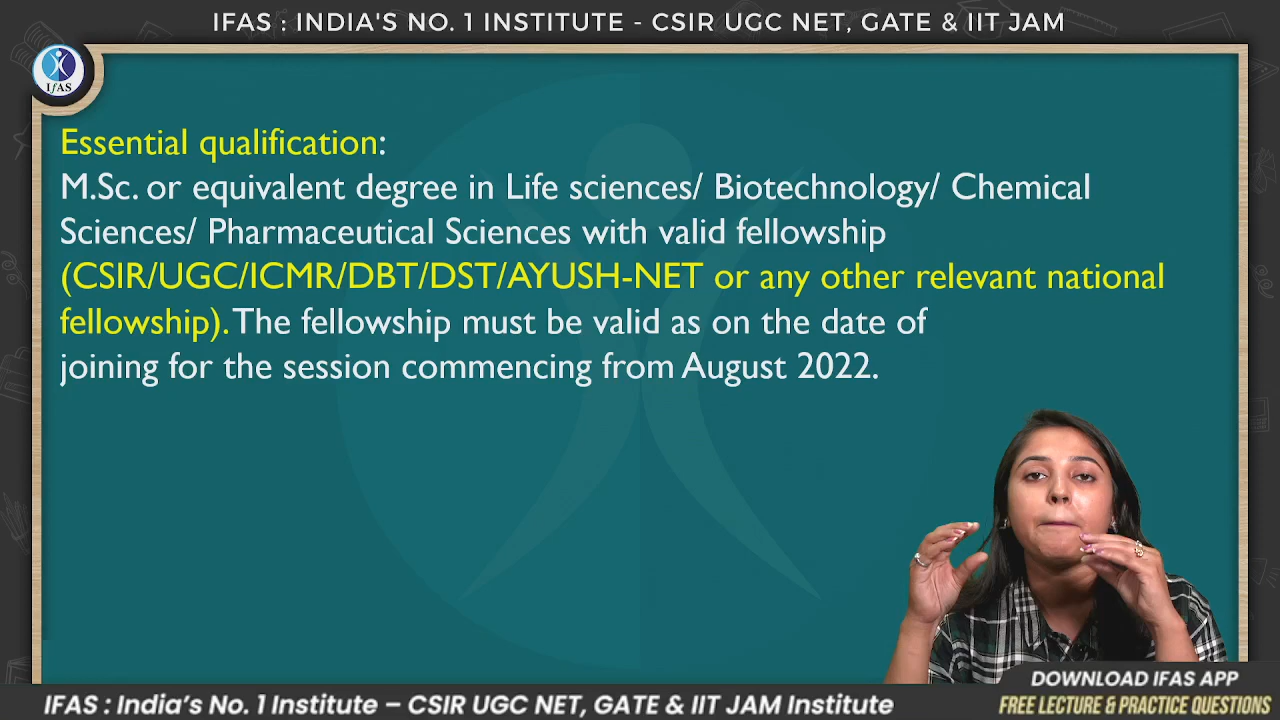 IFAS : INDIA'S NO. 1 INSTITUTE - CSIR UGC NET, GATE & IIT JAM
IfAS
Essential qualification:
M.Sc. or equivalent degree in Life sciences/ Biotechnology/ Chemical
Sciences/ Pharmaceutical Sciences with valid fellowship
(CSIR/UGC/ICMR/DBT/DST/AYUSH-NET or any other relevant national
fellowship). The fellowship must be valid as on the date of
joining for the session commencing from August 2022.
DOWNLOAD IFAS APP
IFAS : India's No. 1 Institute – CSIR UGC NET, GATE & IIT JAM Institute
FREE LECTURE & PRACTICE QUESTIONS